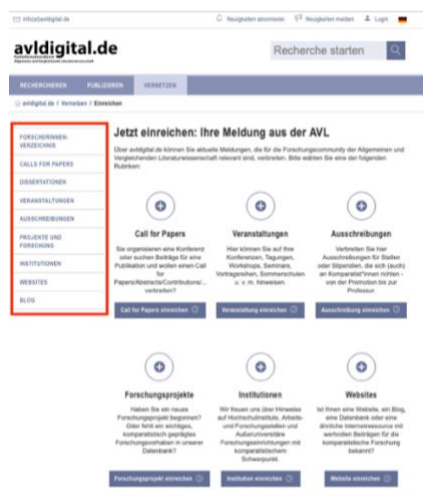 info(at)avldigital.de
Neuigkeiten abonnieren Neuigkeiten melden Login
avldigital.de
Recherche starten
RECHERCHIEREN PUBLIZIEREN VERNETZEN
avldigital.de / Vernetzen / Einreichen
FORSCHERINNEN-
VERZEICHNIS
CALLS FOR PAPERS
DISSERTATIONEN
VERANSTALTUNGEN
AUSSCHREIBUNGEN
PROJEKTE UND
FORSCHUNG
INSTITUTIONEN
WEBSITES
BLOG
Jetzt einreichen: Ihre Meldung aus der AVL
Über avldigital.de können Sie aktuelle Meldungen, die für die Forschungscommunity der Allgemeinen und
Vergleichenden Literaturwissenschaft relevant sind, verbreiten. Bitte wählen Sie eine der folgenden
Rubriken:
Call for Papers
Sie organisieren eine Konferenz
oder suchen Beiträge für eine
Publikation und wollen einen Call
for
Papers/Abstracts/Contributions/...
verbreiten?
Call for Papers einreichen
Veranstaltungen
Hier können Sie auf Ihre
Konferenzen, Tagungen,
Workshops, Seminare,
Vortragsreihen, Sommerschulen
u. v. m. hinweisen.
Veranstaltung einreichen
Ausschreibungen
Verbreiten Sie hier
Ausschreibungen für Stellen
oder Stipendien, die sich (auch)
an Komparatist*innen richten -
von der Promotion bis zur
Professur.
Ausschreibung einreichen
Forschungsprojekte
Haben Sie ein neues
Forschungsprojekt begonnen?
Oder fehlt ein wichtiges,
komparatistisch geprägtes
Forschungsvorhaben in unserer
Datenbank?
Forschungsprojekt einreichen
Institutionen
Wir freuen uns über Hinweise
auf Hochschulinstitute, Arbeits-
und Forschungsstellen und
Außeruniversitäre
Forschungseinrichtungen mit
komparatistischem
Schwerpunkt.
Institution einreichen
Websites
Ist Ihnen eine Website, ein Blog,
eine Datenbank oder eine
ähnliche Internetressource mit
wertvollen Beiträgen für die
komparatistische Forschung
bekannt?
Website einreichen